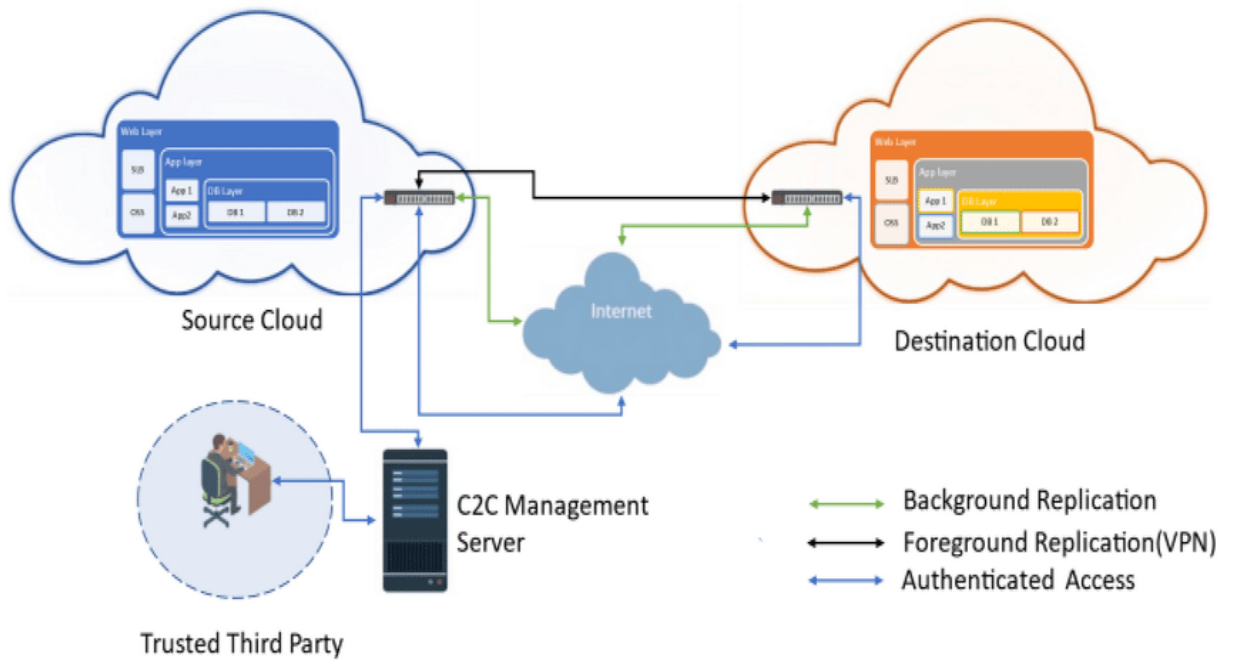 Web Layer
SLB
OSS
App layer
App 1
App2
DB Layer
DB 1
DB 2
Source Cloud
Web Layer
SLB
OSS
App layer
App 1
App2
DB Layer
DB 1
DB 2
Destination Cloud
Internet
C2C Management
Server
Trusted Third Party
Background Replication
Foreground Replication(VPN)
Authenticated Access